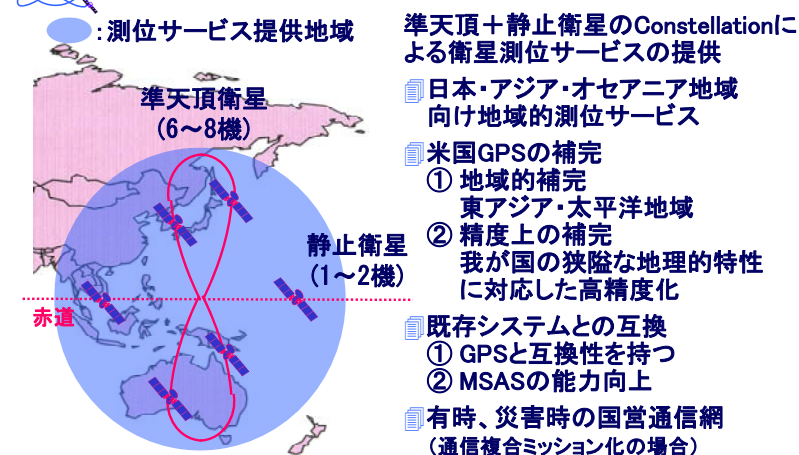 ：測位サービス提供地域
準天頂衛星
(6～8機)
静止衛星
(1～2機)
赤道
準天頂＋静止衛星のConstellationに
よる衛星測位サービスの提供
日本・アジア・オセアニア地域
向け地域的測位サービス
米国GPSの補完
① 地域的補完
東アジア・太平洋地域
② 精度上の補完
我が国の狭隘な地理的特性
に対応した高精度化
既存システムとの互換
① GPSと互換性を持つ
② MSASの能力向上
有時、災害時の国営通信網
（通信複合ミッション化の場合）